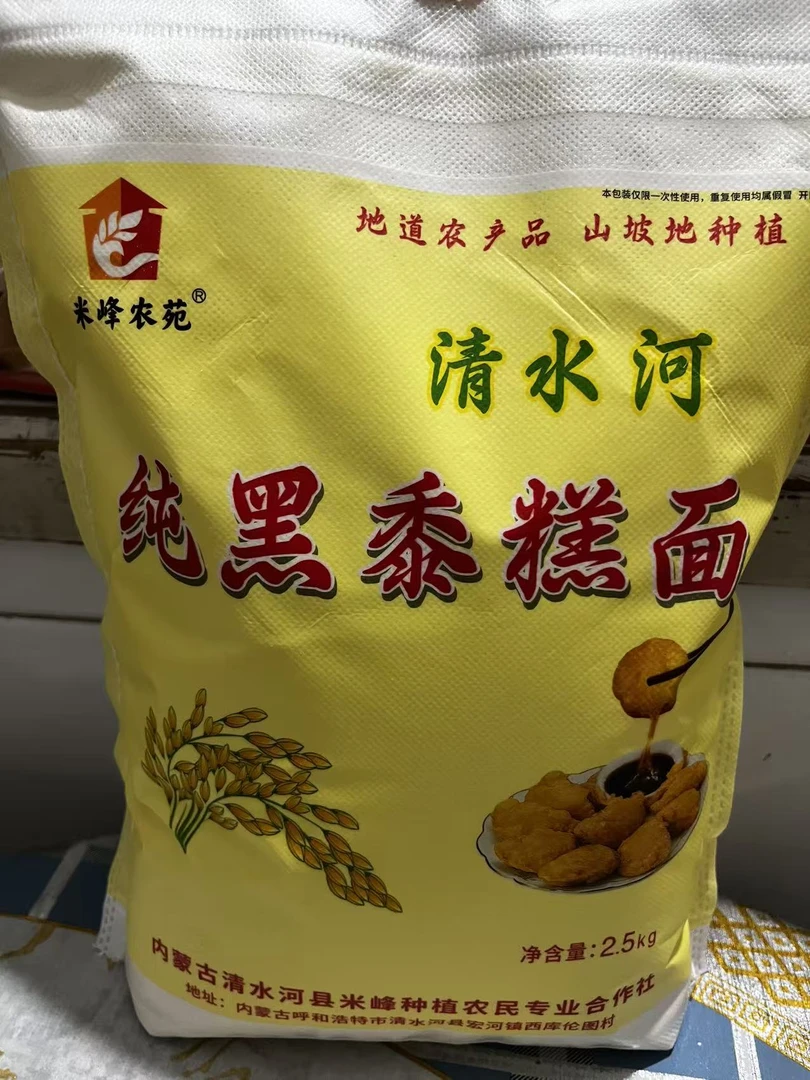 本包装仅限一次性使用，重复使用均属假冒 开
地道农产品 山坡地种植
米峰农苑®
清水河
纯黑黍糕面
净含量：2.5kg
内蒙古清水河县米峰种植农民专业合作社
地址：内蒙古呼和浩特市清水河县宏河镇西库伦图村